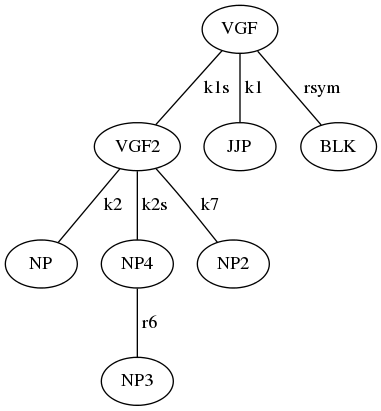 VGF
k1s k1 rsym
VGF2 JJP BLK
k2 k2s k7
NP NP4 NP2
r6
NP3